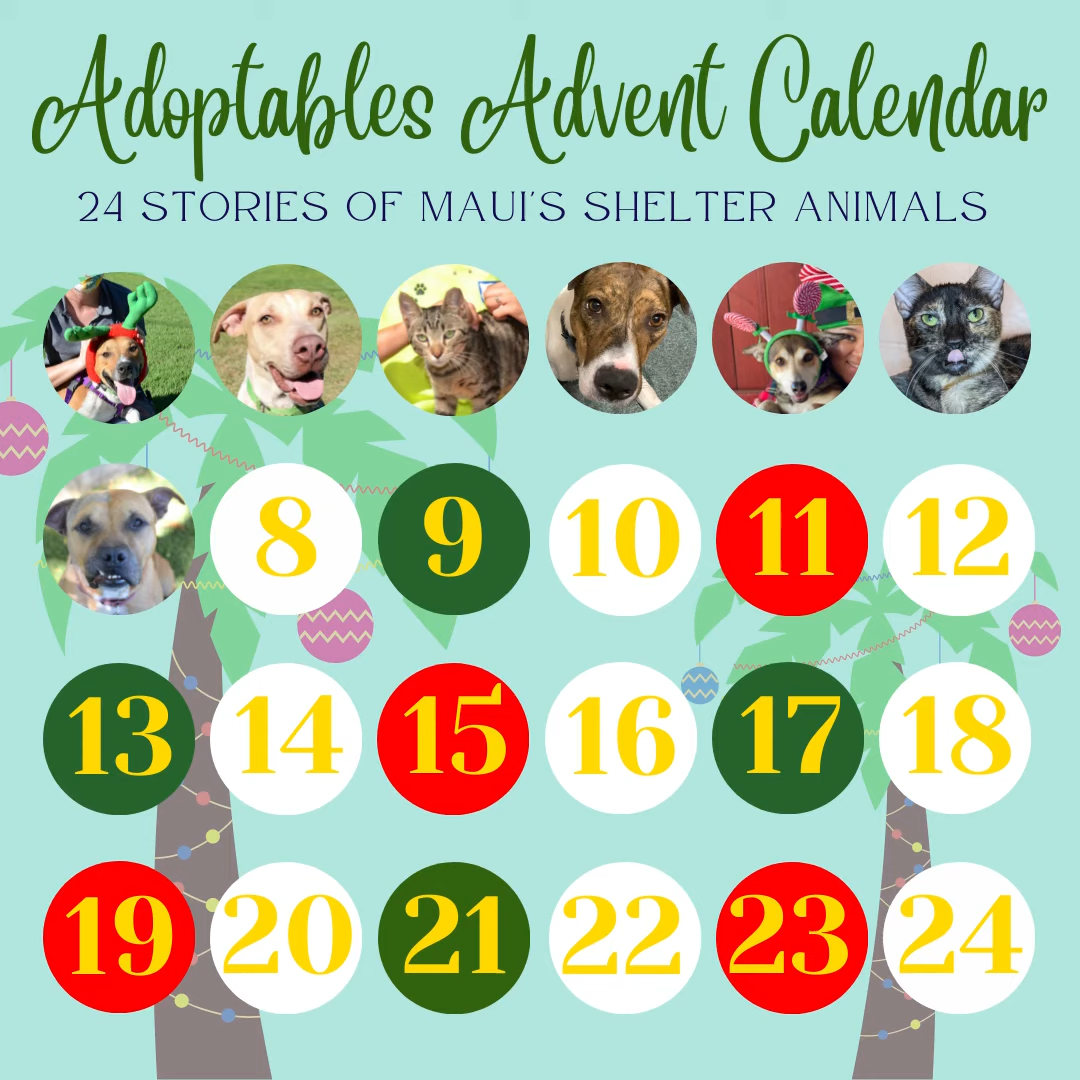 Adoptables Advent Calendar
24 STORIES OF MAUI'S SHELTER ANIMALS
8 9 10 11 12
13 14 15 16 17 18
19 20 21 22 23 24